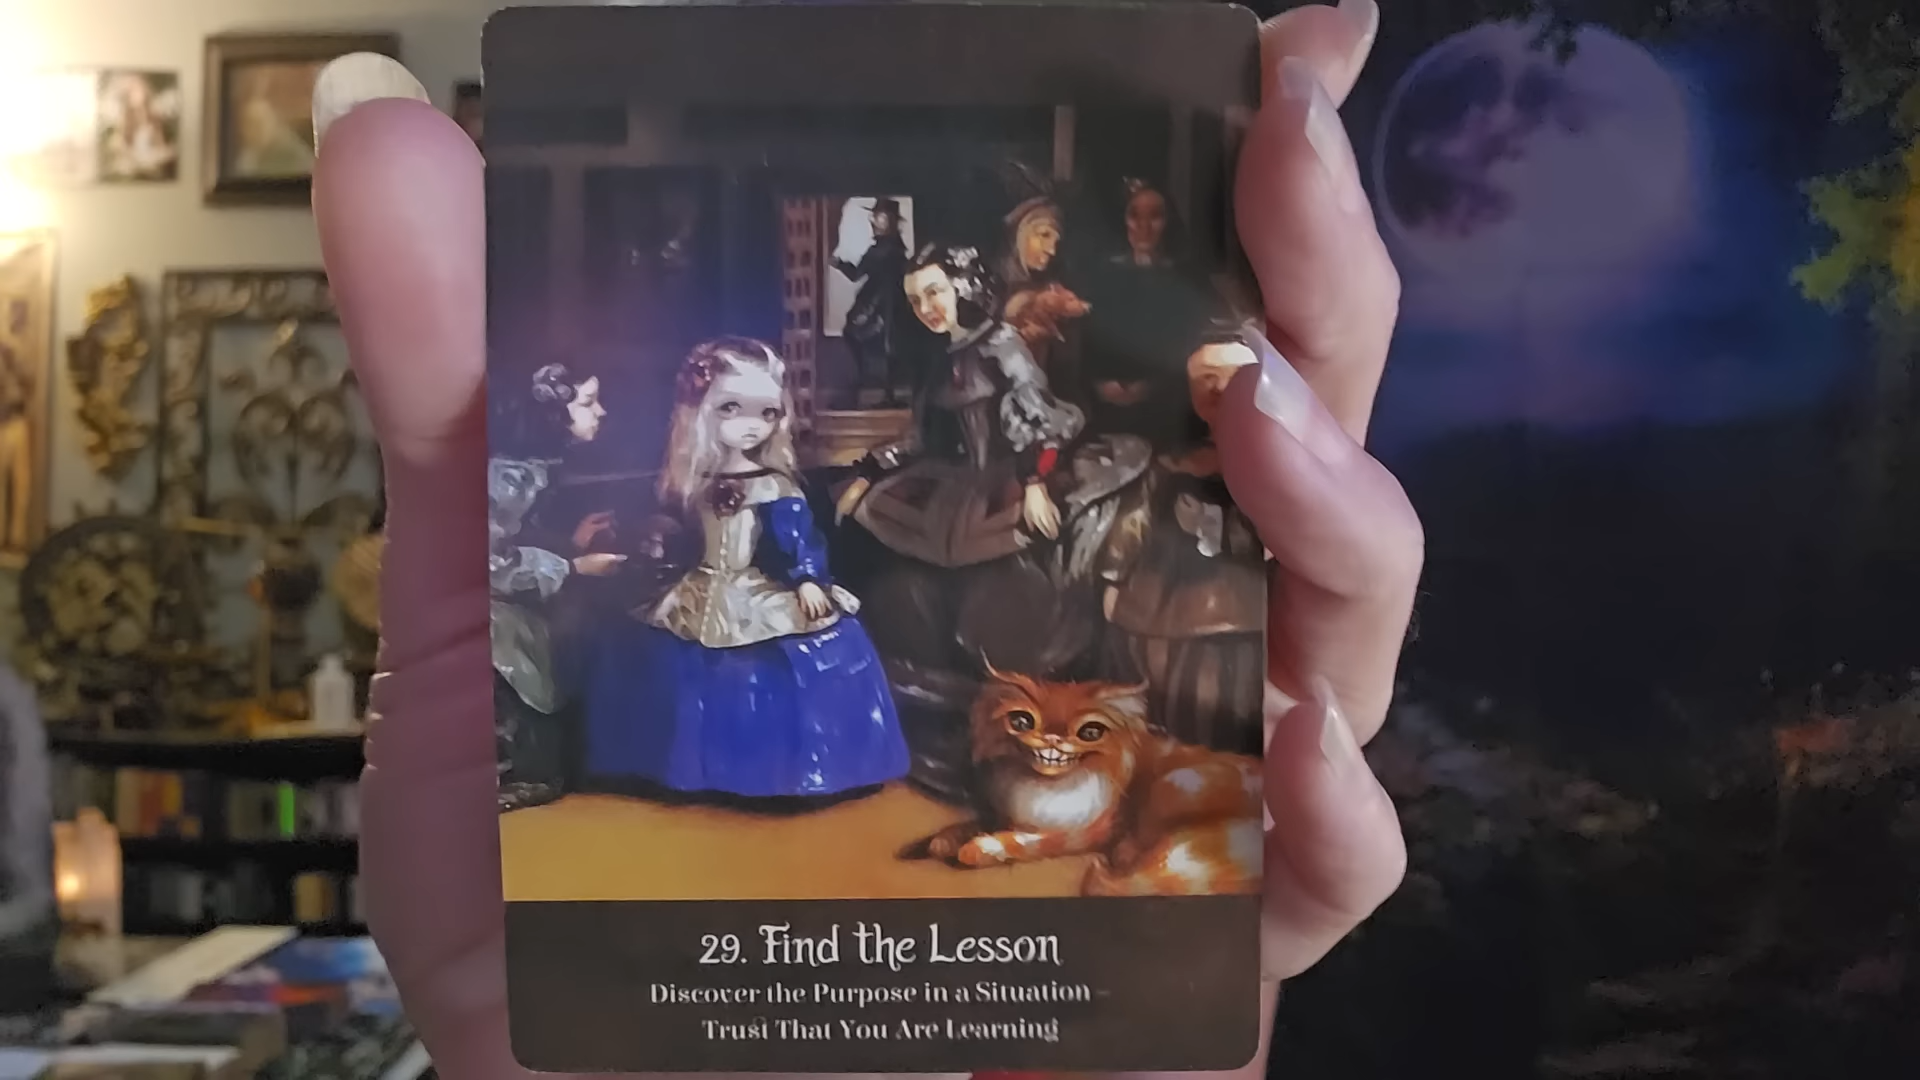 29. Find the Lesson
Discover the Purpose in a Situation –
Trust That You Are Learning